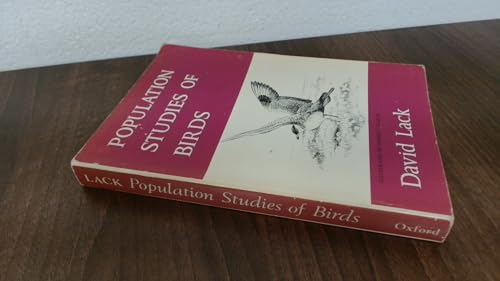 POPULATION
STUDIES OF
BIRDS
David Lack
LACK Population Studies of Birds Oxford